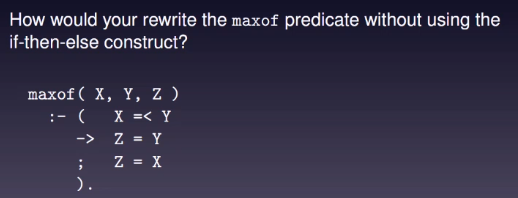 How would your rewrite the maxof predicate without using the
if-then-else construct?
maxof( X, Y, Z )
:- ( X =< Y
-> Z = Y
; Z = X
).